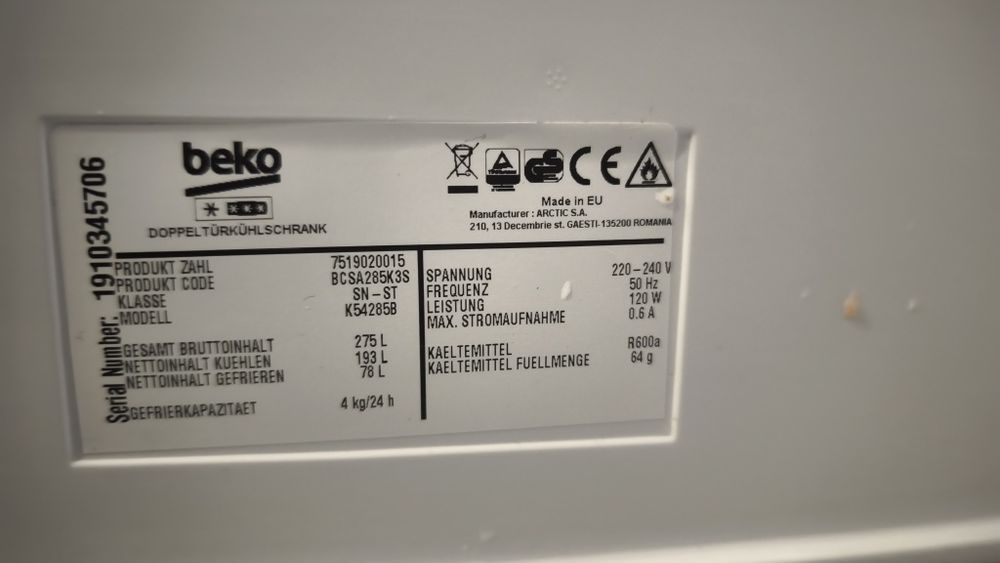 Serial Number: 1910345706
beko
DOPPELTÜRKÜHLSCHRANK
CE
Made in EU
Manufacturer : ARCTIC S.A.
210, 13 Decembrie st. GAESTI-135200 ROMANIA
PRODUKT ZAHL 7519020015
PRODUKT CODE BCSA285K3S
KLASSE SN-ST
MODELL K54285B
GESAMT BRUTTOINHALT 275 L
NETTOINHALT KUEHLEN 193 L
NETTOINHALT GEFRIEREN 78 L
GEFRIERKAPAZITAET 4 kg/24 h
SPANNUNG 220-240 V
FREQUENZ 50 Hz
LEISTUNG 120 W
MAX. STROMAUFNAHME 0.6 A
KAELTEMITTEL R600a
KAELTEMITTEL FUELLMENGE 64 g